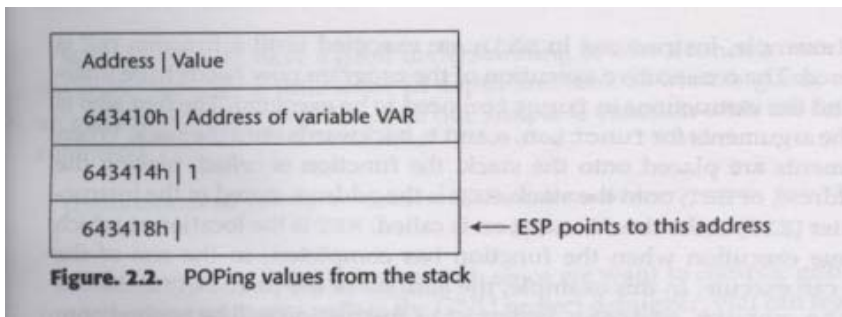 Address | Value
643410h | Address of variable VAR
643414h | 1
643418h |
ESP points to this address
Figure. 2.2. POPing values from the stack